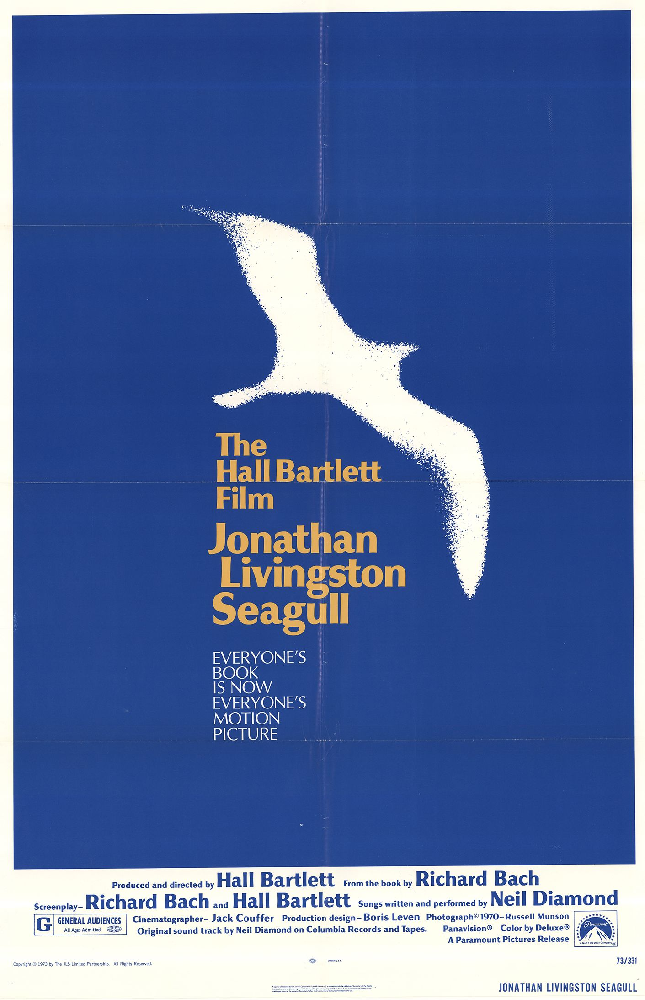 The
Hall Bartlett
Film
Jonathan
Livingston
Seagull
EVERYONE'S
BOOK
IS NOW
EVERYONE'S
MOTION
PICTURE
Produced and directed by Hall Bartlett From the book by Richard Bach
Screenplay– Richard Bach and Hall Bartlett Songs written and performed by Neil Diamond
G GENERAL AUDIENCES
All Ages Admitted
Cinematographer– Jack Couffer Production design– Boris Leven Photograph© 1970–Russell Munson
Original sound track by Neil Diamond on Columbia Records and Tapes. Panavision® Color by Deluxe®
A Paramount Pictures Release
Paramount
A Gulf + Western Company
®
Copyright © 1973 by The JLS Limited Partnership. All Rights Reserved.
LITHO IN U.S.A.
73/331
JONATHAN LIVINGSTON SEAGULL